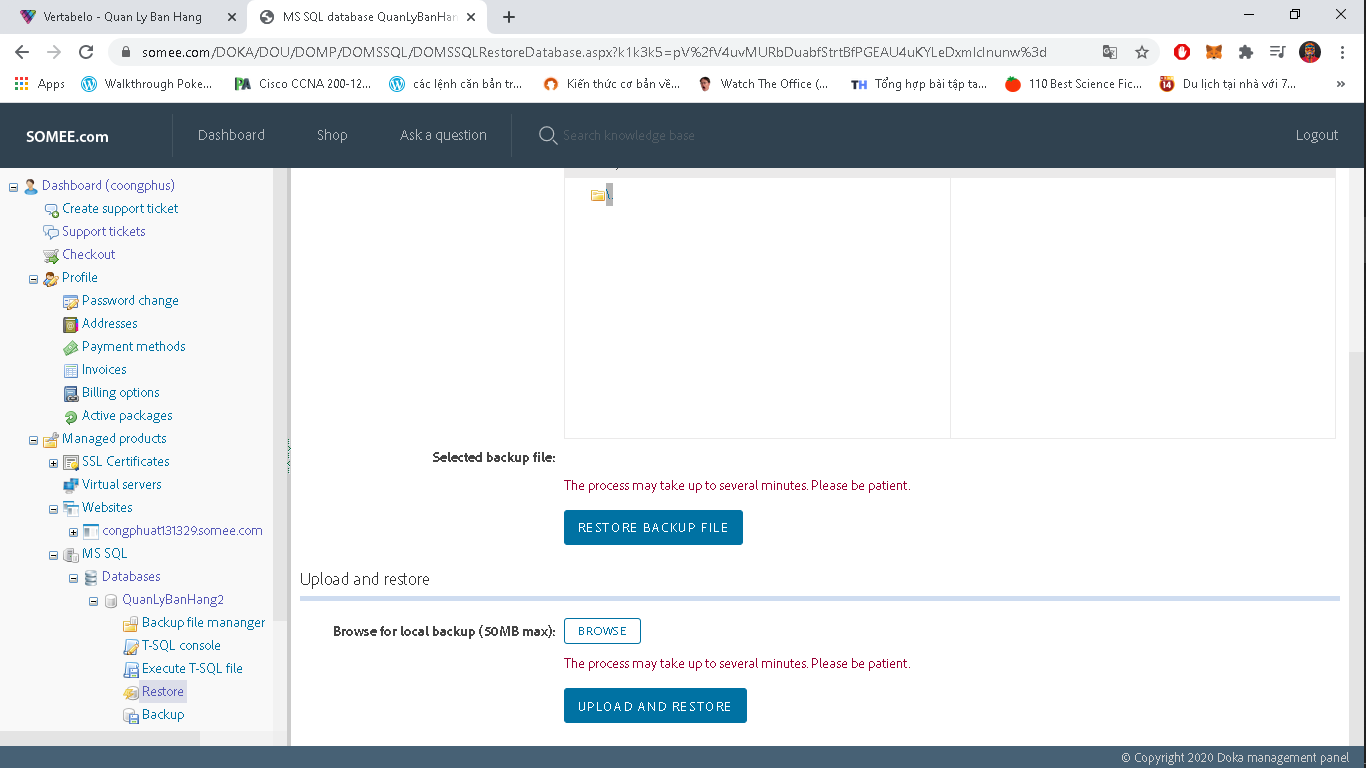 Vertabelo - Quan Ly Ban Hang
MS SQL database QuanLyBanHan
somee.com/DOKA/DOU/DOMP/DOMSSQL/DOMSSQLRestoreDatabase.aspx?k1k3k5=pV%2fV4uvMURbDuabfStrtBfPGEAU4uKYLeDxmIcInunw%3d
Apps
Walkthrough Poke...
Cisco CCNA 200-12...
các lệnh căn bản tr...
Kiến thức cơ bản về...
Watch The Office (...
TH Tổng hợp bài tập ta...
110 Best Science Fic...
14 Du lịch tại nhà với 7...
SOMEE.com
Dashboard
Shop
Ask a question
Search knowledge base
Logout
Dashboard (coongphus)
Create support ticket
Support tickets
Checkout
Profile
Password change
Addresses
Payment methods
Invoices
Billing options
Active packages
Managed products
SSL Certificates
Virtual servers
Websites
congphuat131329.somee.com
MS SQL
Databases
QuanLyBanHang2
Backup file mananger
T-SQL console
Execute T-SQL file
Restore
Backup
\.
Selected backup file:
The process may take up to several minutes. Please be patient.
RESTORE BACKUP FILE
Upload and restore
Browse for local backup (50MB max):
BROWSE
The process may take up to several minutes. Please be patient.
UPLOAD AND RESTORE
© Copyright 2020 Doka management panel